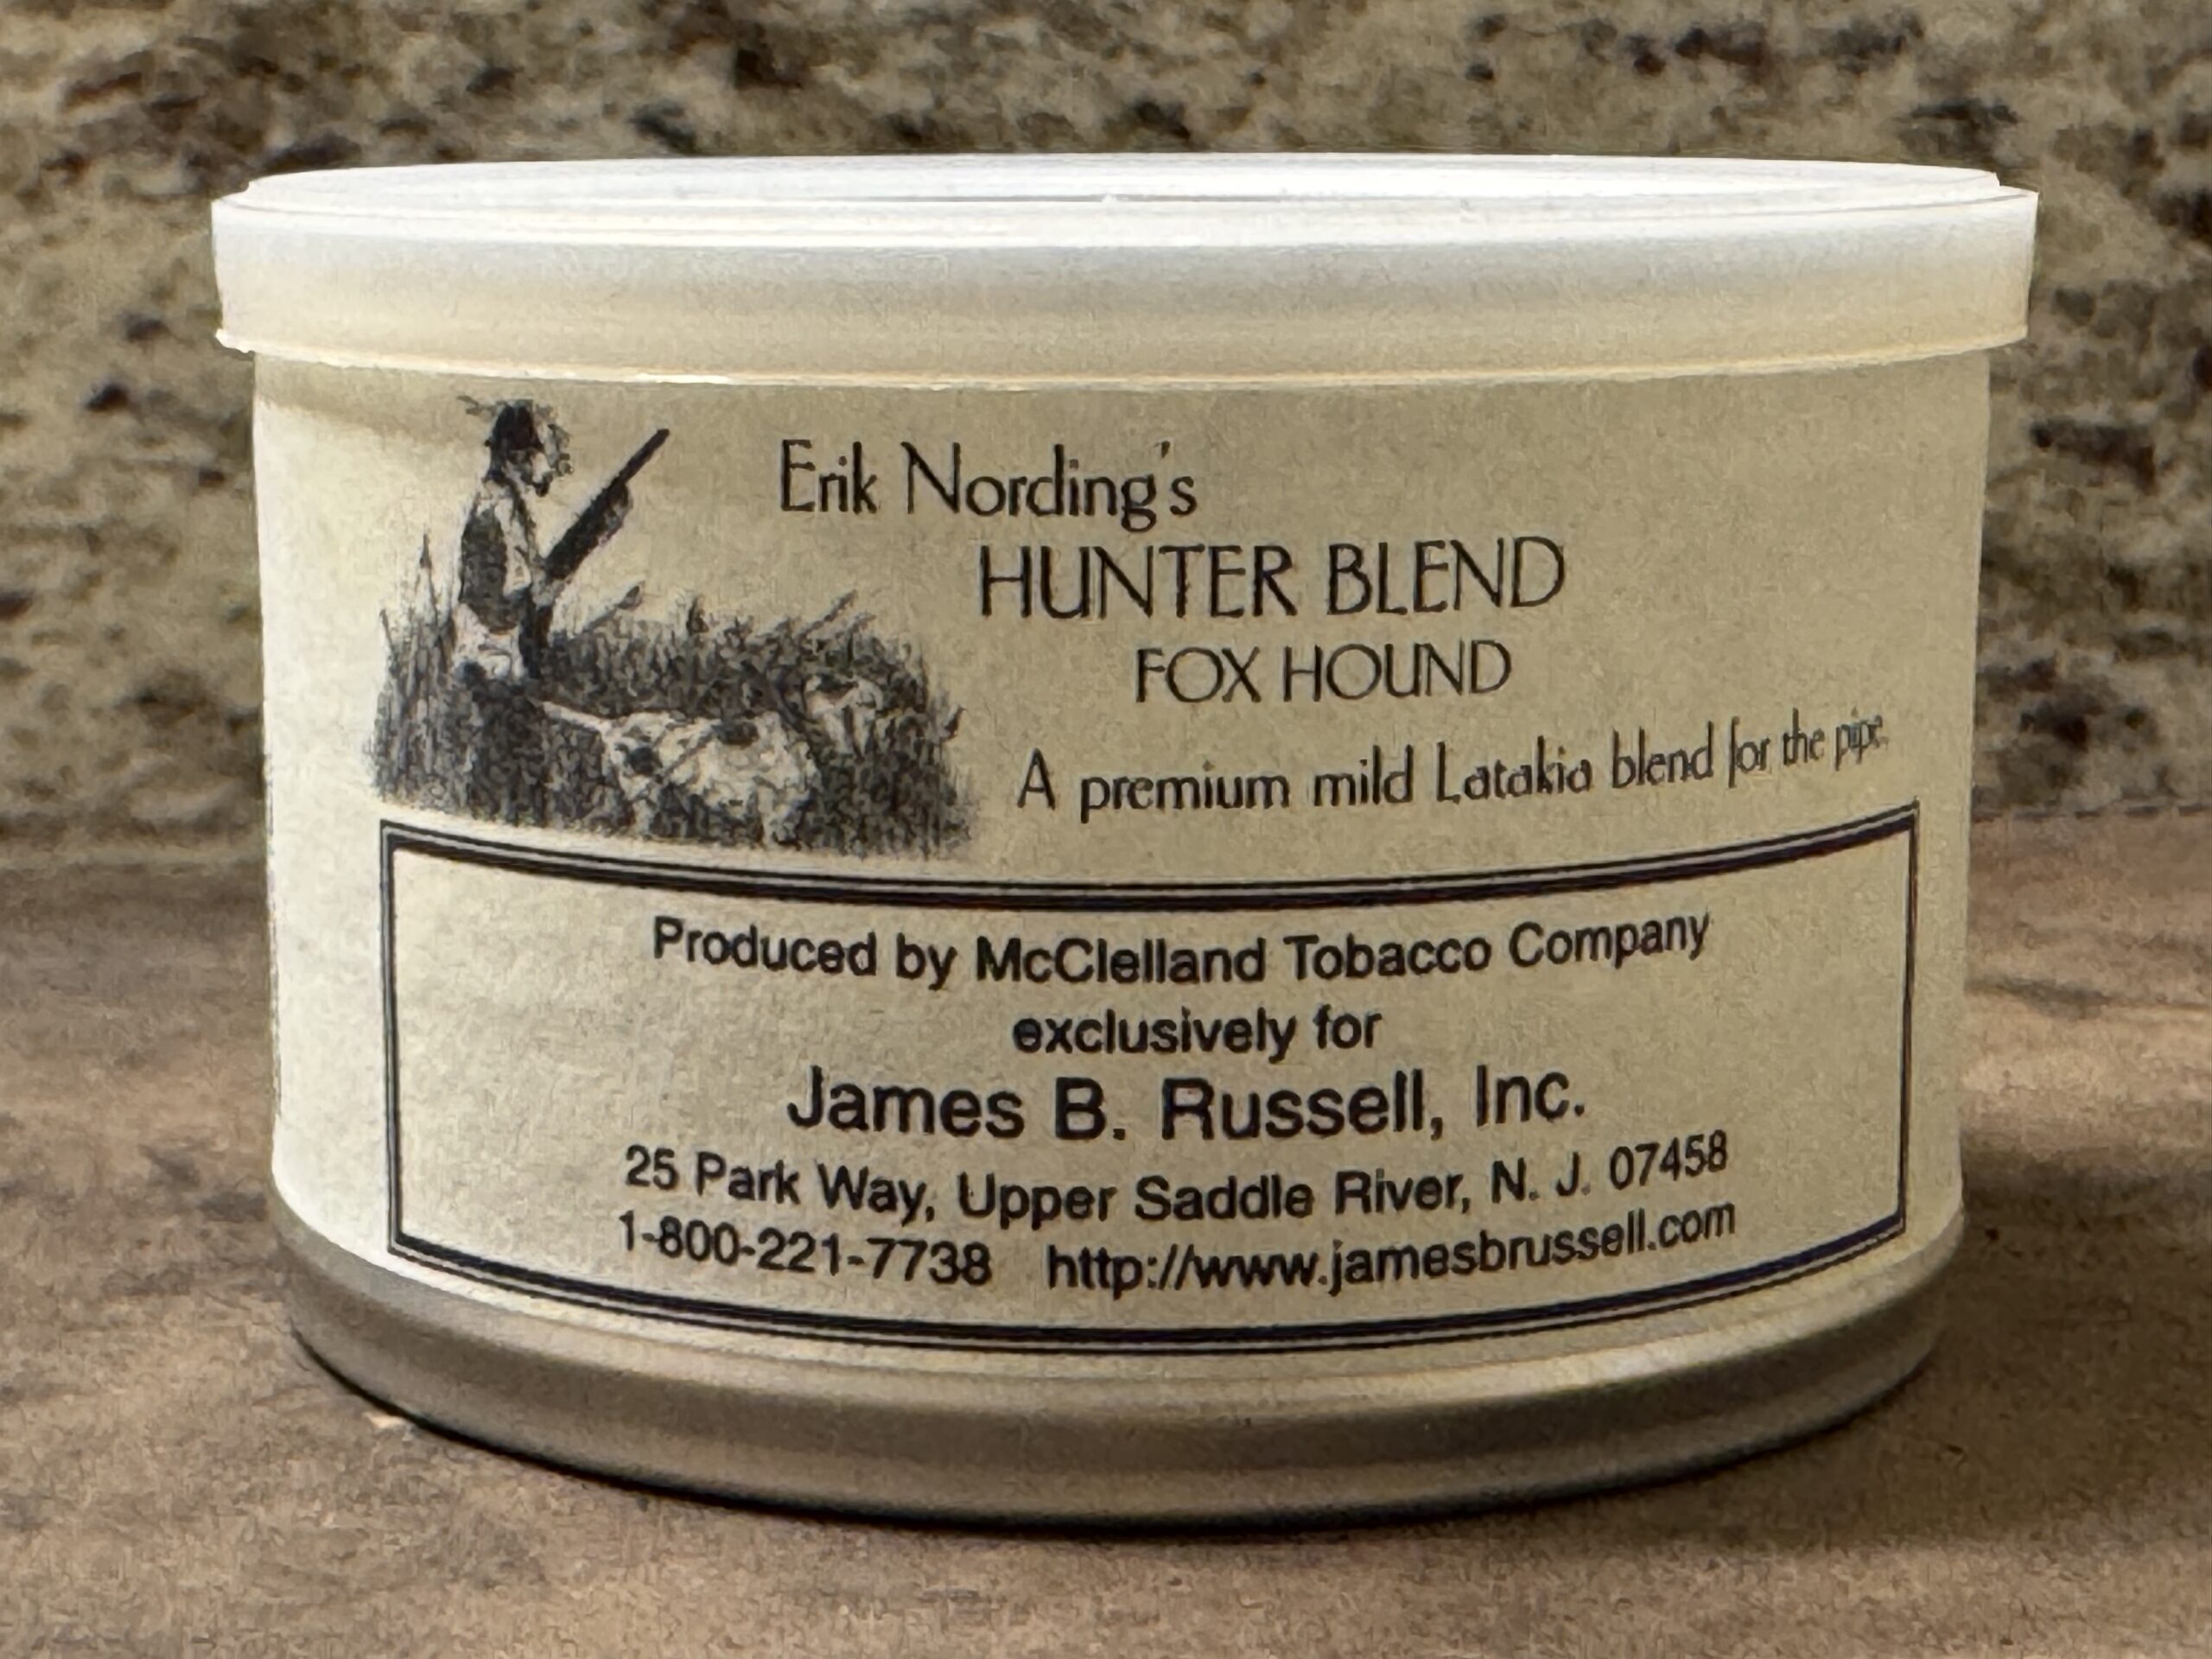 Erik Nording's
HUNTER BLEND
FOX HOUND
A premium mild Latakia blend for the pipe.
Produced by McClelland Tobacco Company
exclusively for
James B. Russell, Inc.
25 Park Way, Upper Saddle River, N. J. 07458
1-800-221-7738 http://www.jamesbrussell.com